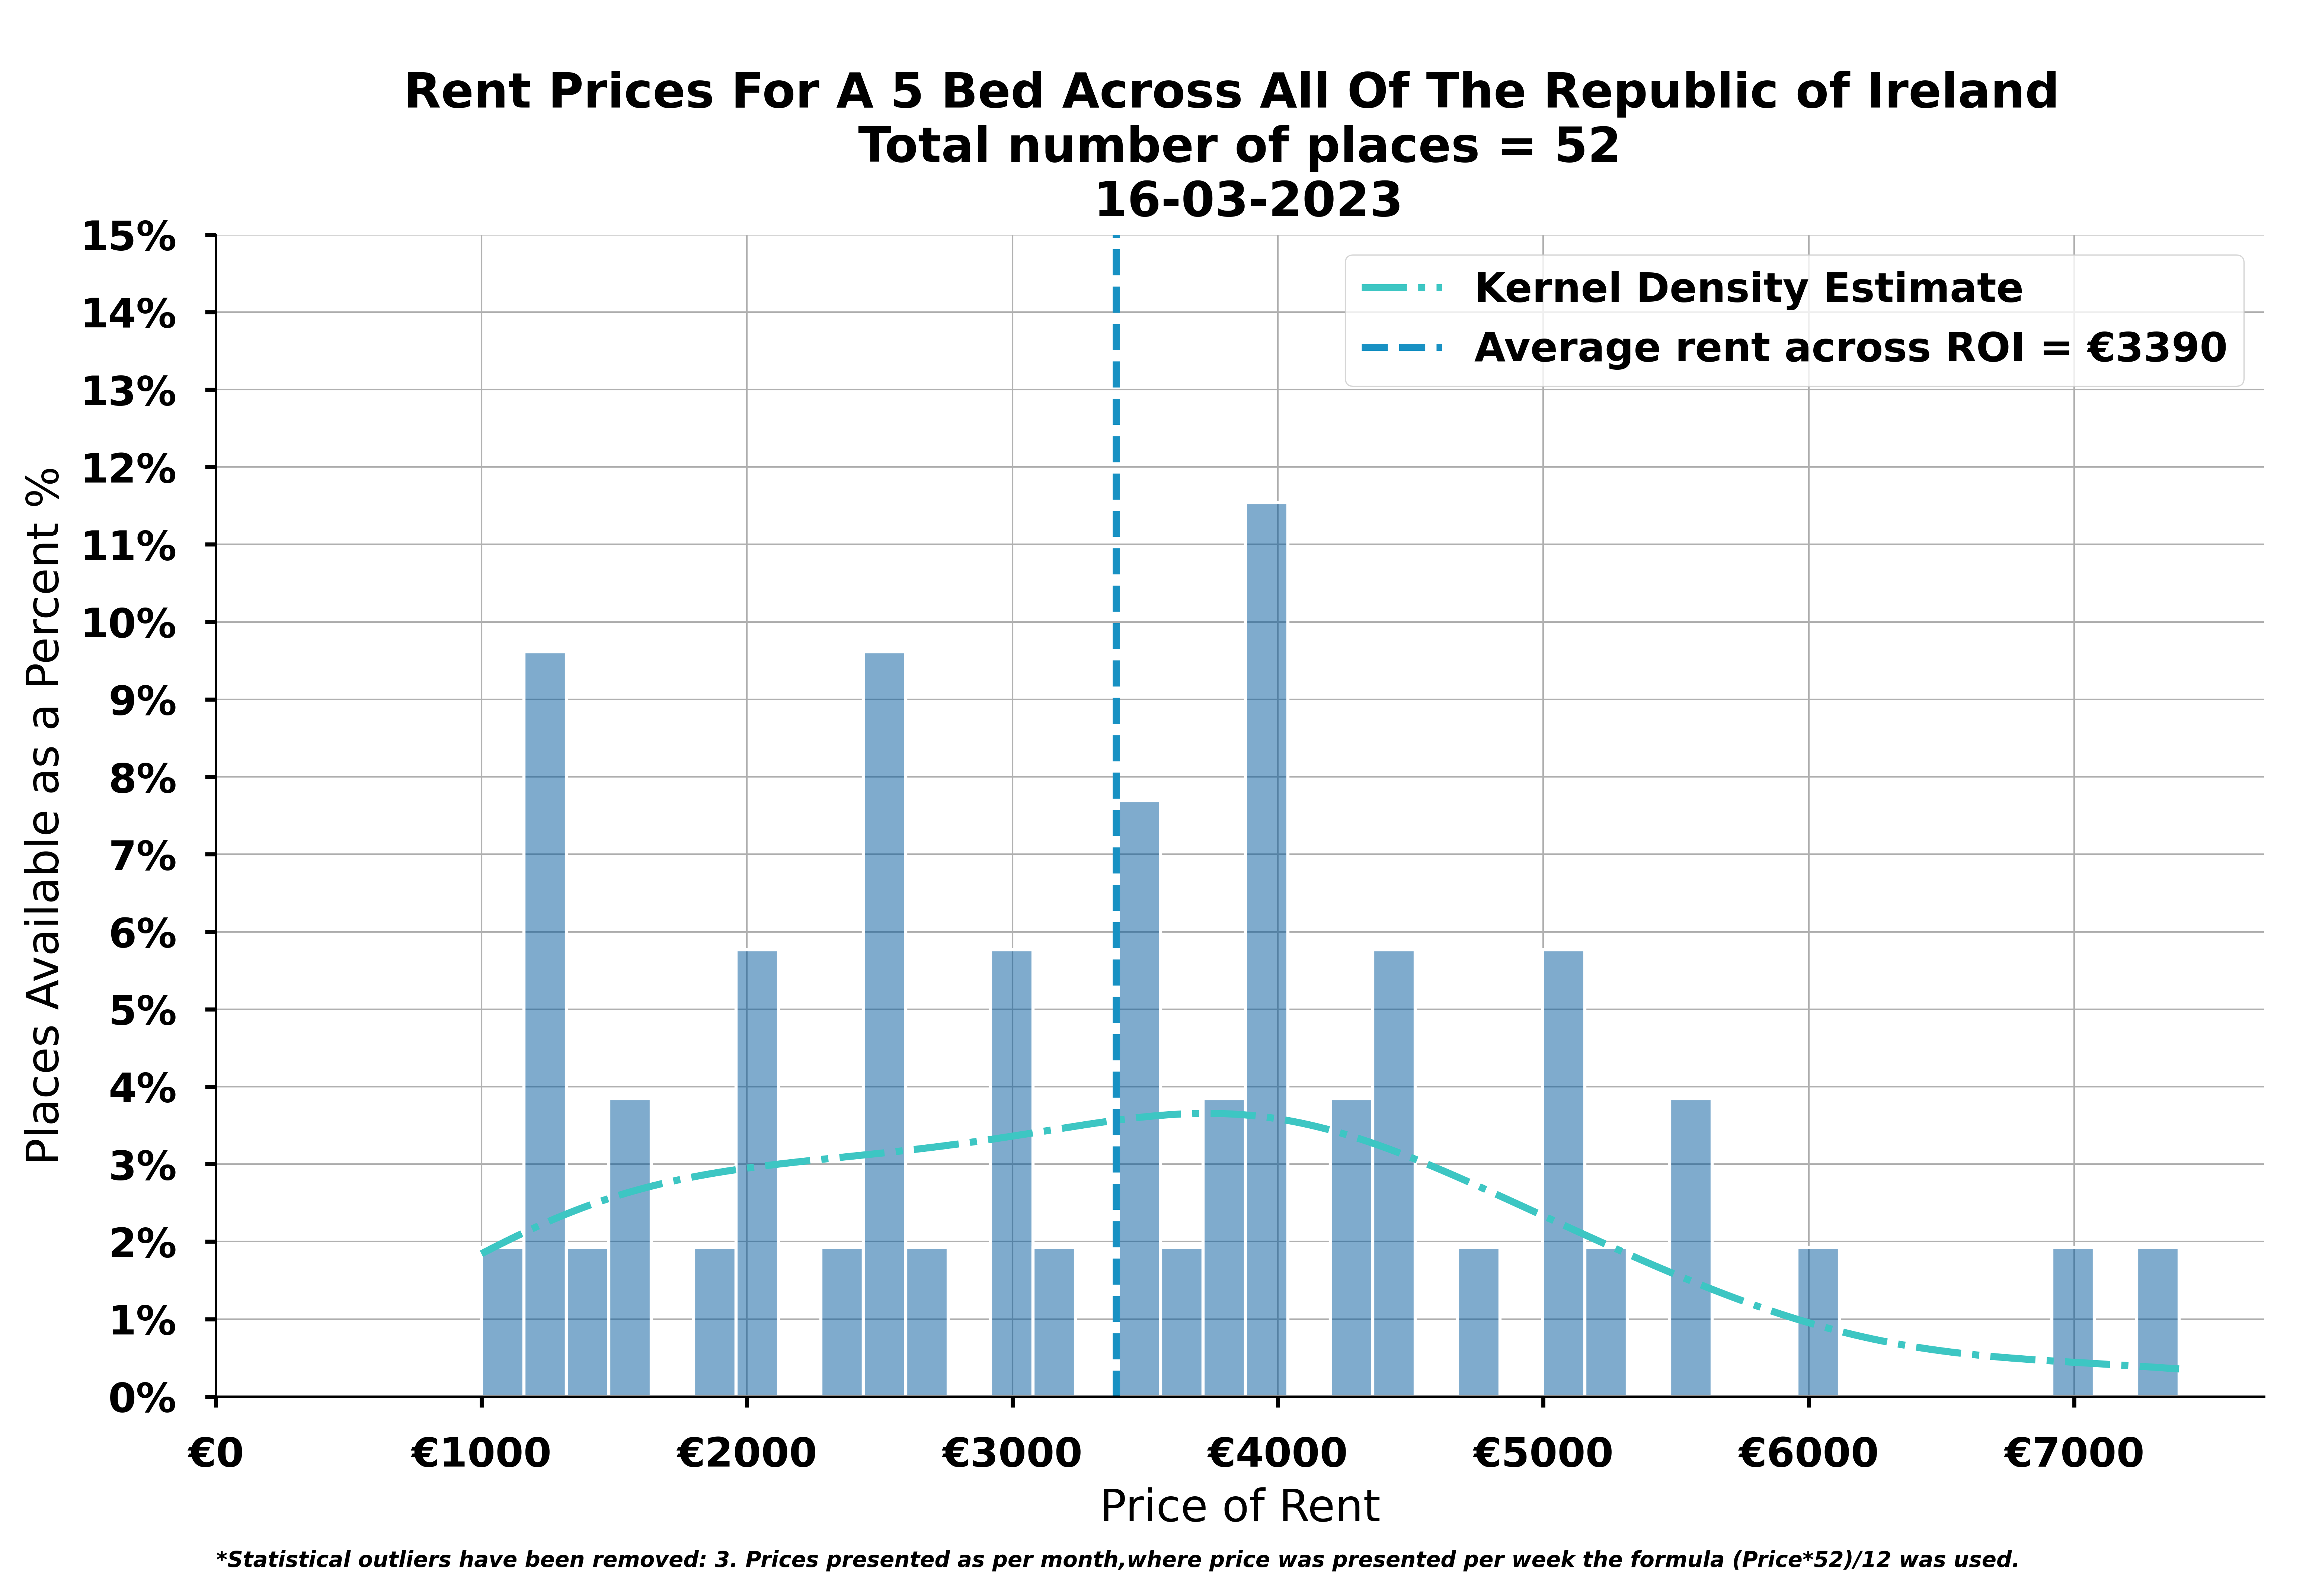 Rent Prices For A 5 Bed Across All Of The Republic of Ireland
Total number of places = 52
16-03-2023
Kernel Density Estimate
Average rent across ROI = €3390
Places Available as a Percent %
15%
14%
13%
12%
11%
10%
9%
8%
7%
6%
5%
4%
3%
2%
1%
0%
€0 €1000 €2000 €3000 €4000 €5000 €6000 €7000
Price of Rent
*Statistical outliers have been removed: 3. Prices presented as per month,where price was presented per week the formula (Price*52)/12 was used.